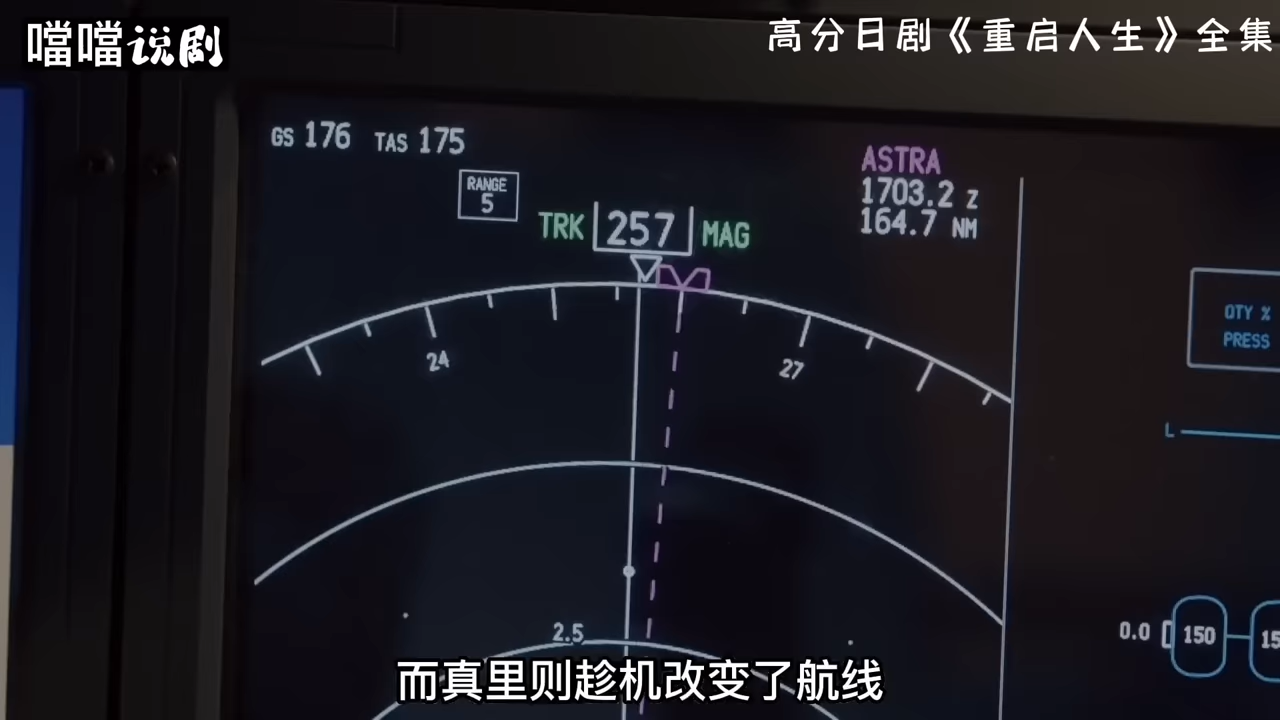 噹噹说剧
高分日剧《重启人生》全集
GS 176 TAS 175
RANGE
5
TRK 257 MAG
ASTRA
1703.2 Z
164.7 NM
24
27
QTY %
PRESS
L
2.5
0.0 150 15
而真里则趁机改变了航线